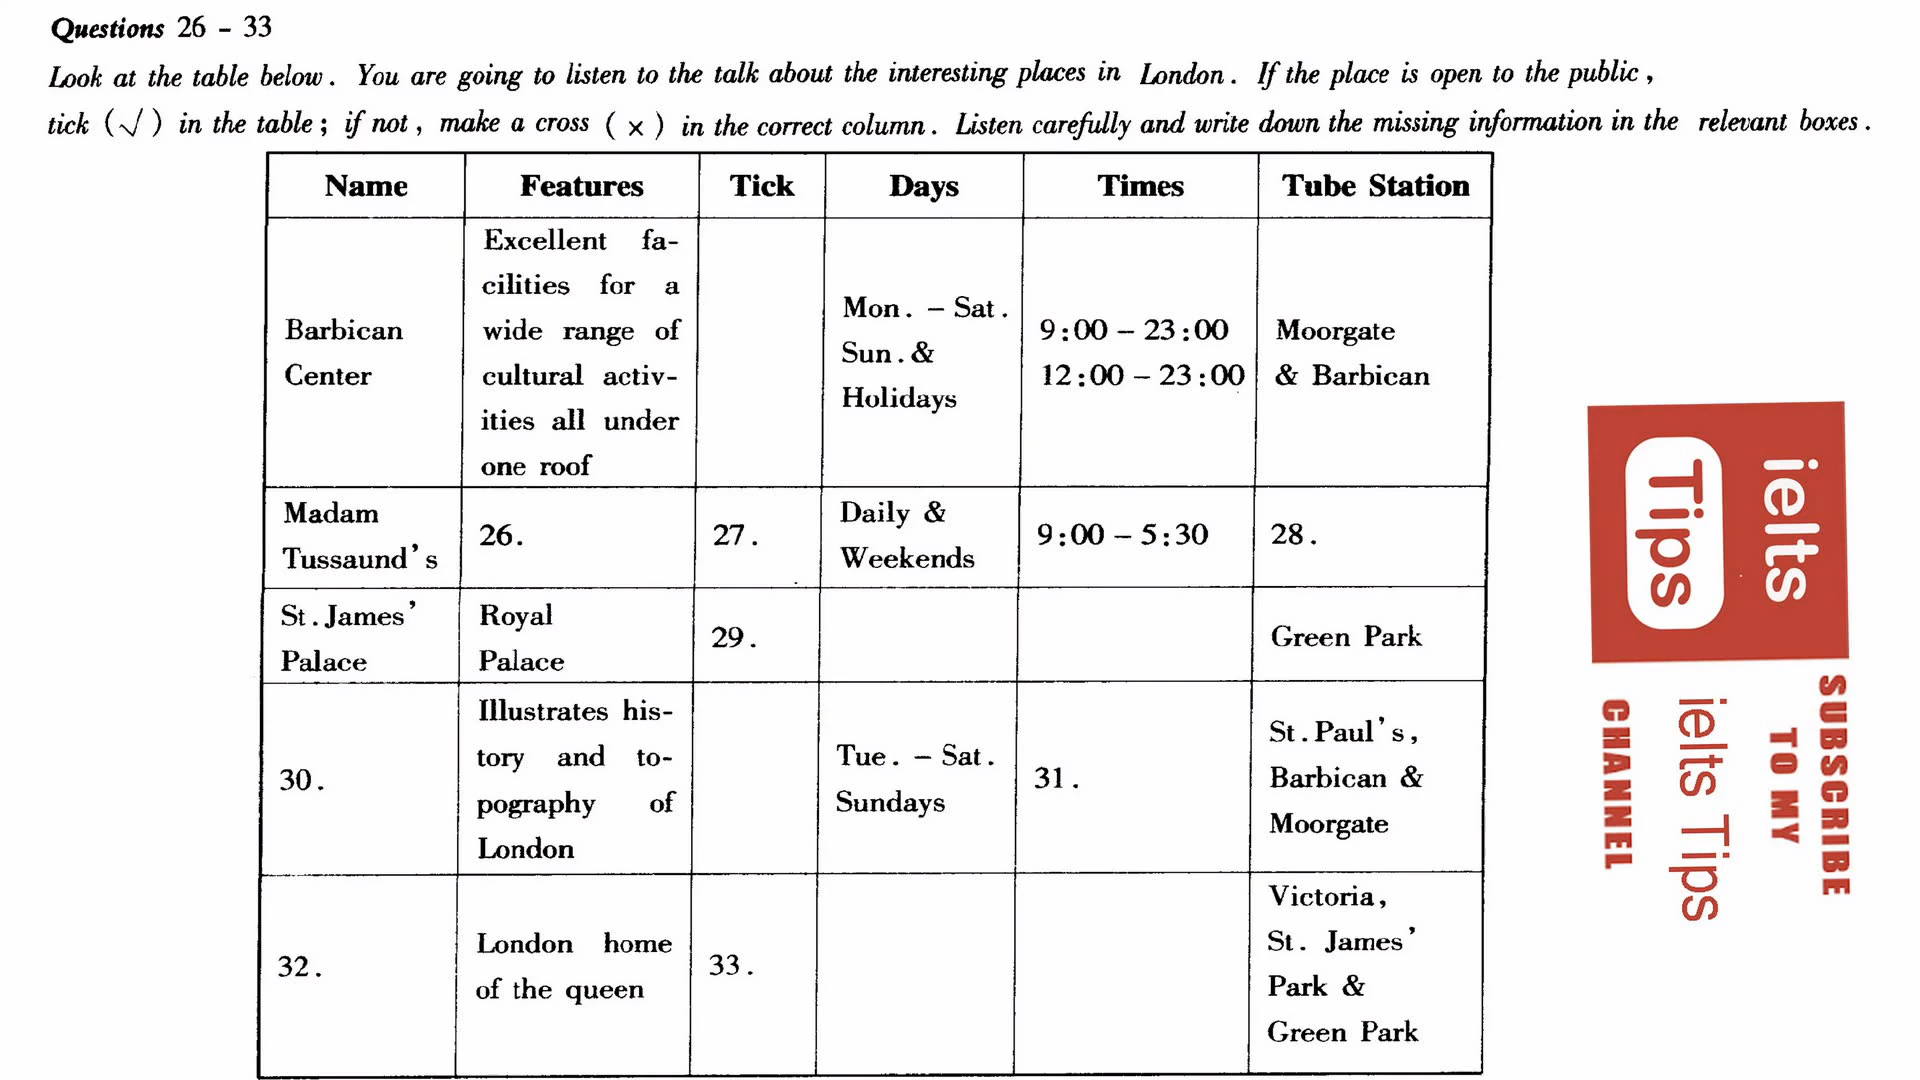 Questions 26 - 33
Look at the table below. You are going to listen to the talk about the interesting places in London. If the place is open to the public,
tick (√) in the table; if not, make a cross (×) in the correct column. Listen carefully and write down the missing information in the relevant boxes.
Name Features Tick Days Times Tube Station
Barbican
Center
Excellent fa-
cilities for a
wide range of
cultural activ-
ities all under
one roof
Mon. - Sat.
Sun. &
Holidays
9:00 - 23:00
12:00 - 23:00
Moorgate
& Barbican
Madam
Tussaund's
26.
27.
Daily &
Weekends
9:00 - 5:30
28.
St. James'
Palace
Royal
Palace
29.
Green Park
30.
Illustrates his-
tory and to-
pography of
London
Tue. - Sat.
Sundays
31.
St. Paul's,
Barbican &
Moorgate
32.
London home
of the queen
33.
Victoria,
St. James'
Park &
Green Park
ielts
Tips
SUBSCRIBE
TO MY
ielts Tips
CHANNEL